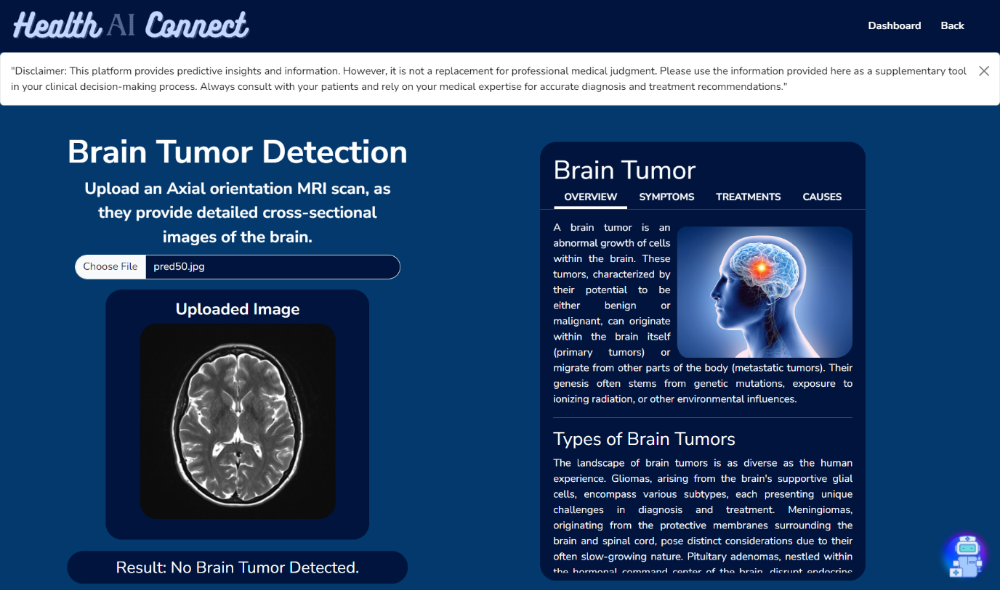 Health AI Connect
Dashboard
Back
"Disclaimer: This platform provides predictive insights and information. However, it is not a replacement for professional medical judgment. Please use the information provided here as a supplementary tool
in your clinical decision-making process. Always consult with your patients and rely on your medical expertise for accurate diagnosis and treatment recommendations."
Brain Tumor Detection
Upload an Axial orientation MRI scan, as
they provide detailed cross-sectional
images of the brain.
Choose File pred50.jpg
Uploaded Image
Result: No Brain Tumor Detected.
Brain Tumor
OVERVIEW SYMPTOMS TREATMENTS CAUSES
A brain tumor is an
abnormal growth of cells
within the brain. These
tumors, characterized by
their potential to be
either benign or
malignant, can originate
within the brain itself
(primary tumors) or
migrate from other parts of the body (metastatic tumors). Their
genesis often stems from genetic mutations, exposure to
ionizing radiation, or other environmental influences.
Types of Brain Tumors
The landscape of brain tumors is as diverse as the human
experience. Gliomas, arising from the brain's supportive glial
cells, encompass various subtypes, each presenting unique
challenges in diagnosis and treatment. Meningiomas,
originating from the protective membranes surrounding the
brain and spinal cord, pose distinct considerations due to their
often slow-growing nature. Pituitary adenomas, nestled within
the hormonal command center of the brain, disrupt endocrine